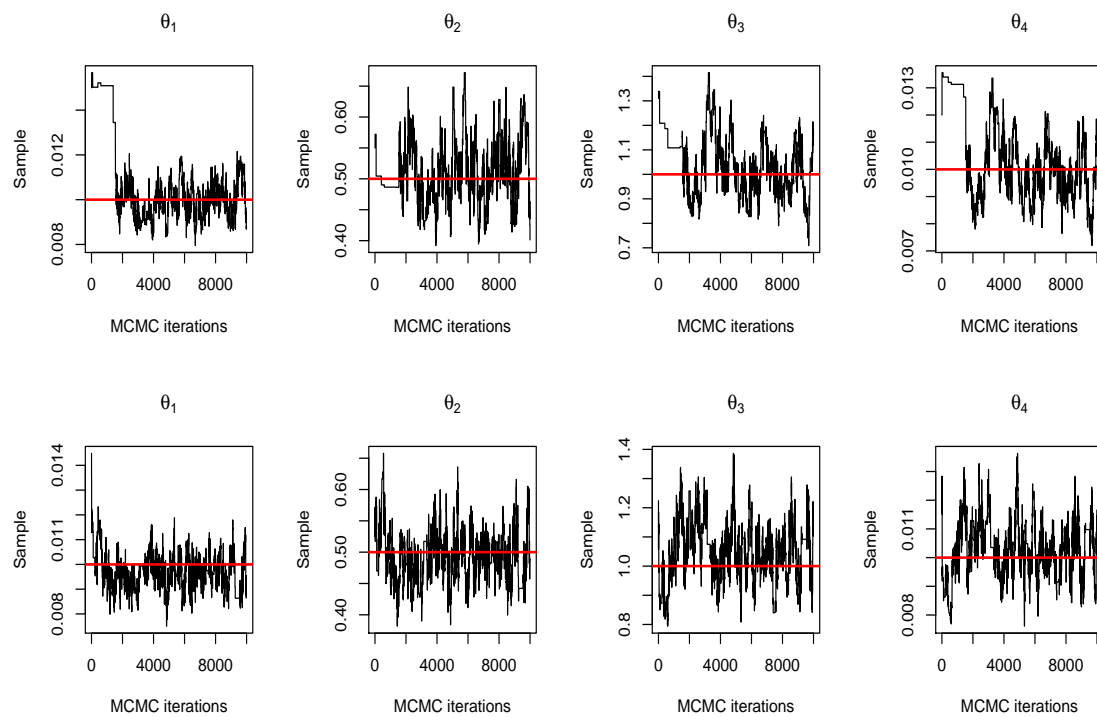 θ1 θ2 θ3 θ4
Sample Sample Sample Sample
0.008 0.012
0.40 0.50 0.60
0.7 0.9 1.1 1.3
0.007 0.010 0.013
0 4000 8000 0 4000 8000 0 4000 8000 0 4000 8000
MCMC iterations MCMC iterations MCMC iterations MCMC iterations
θ1 θ2 θ3 θ4
Sample Sample Sample Sample
0.008 0.011 0.014
0.40 0.50 0.60
0.8 1.0 1.2 1.4
0.008 0.011
0 4000 8000 0 4000 8000 0 4000 8000 0 4000 8000
MCMC iterations MCMC iterations MCMC iterations MCMC iterations